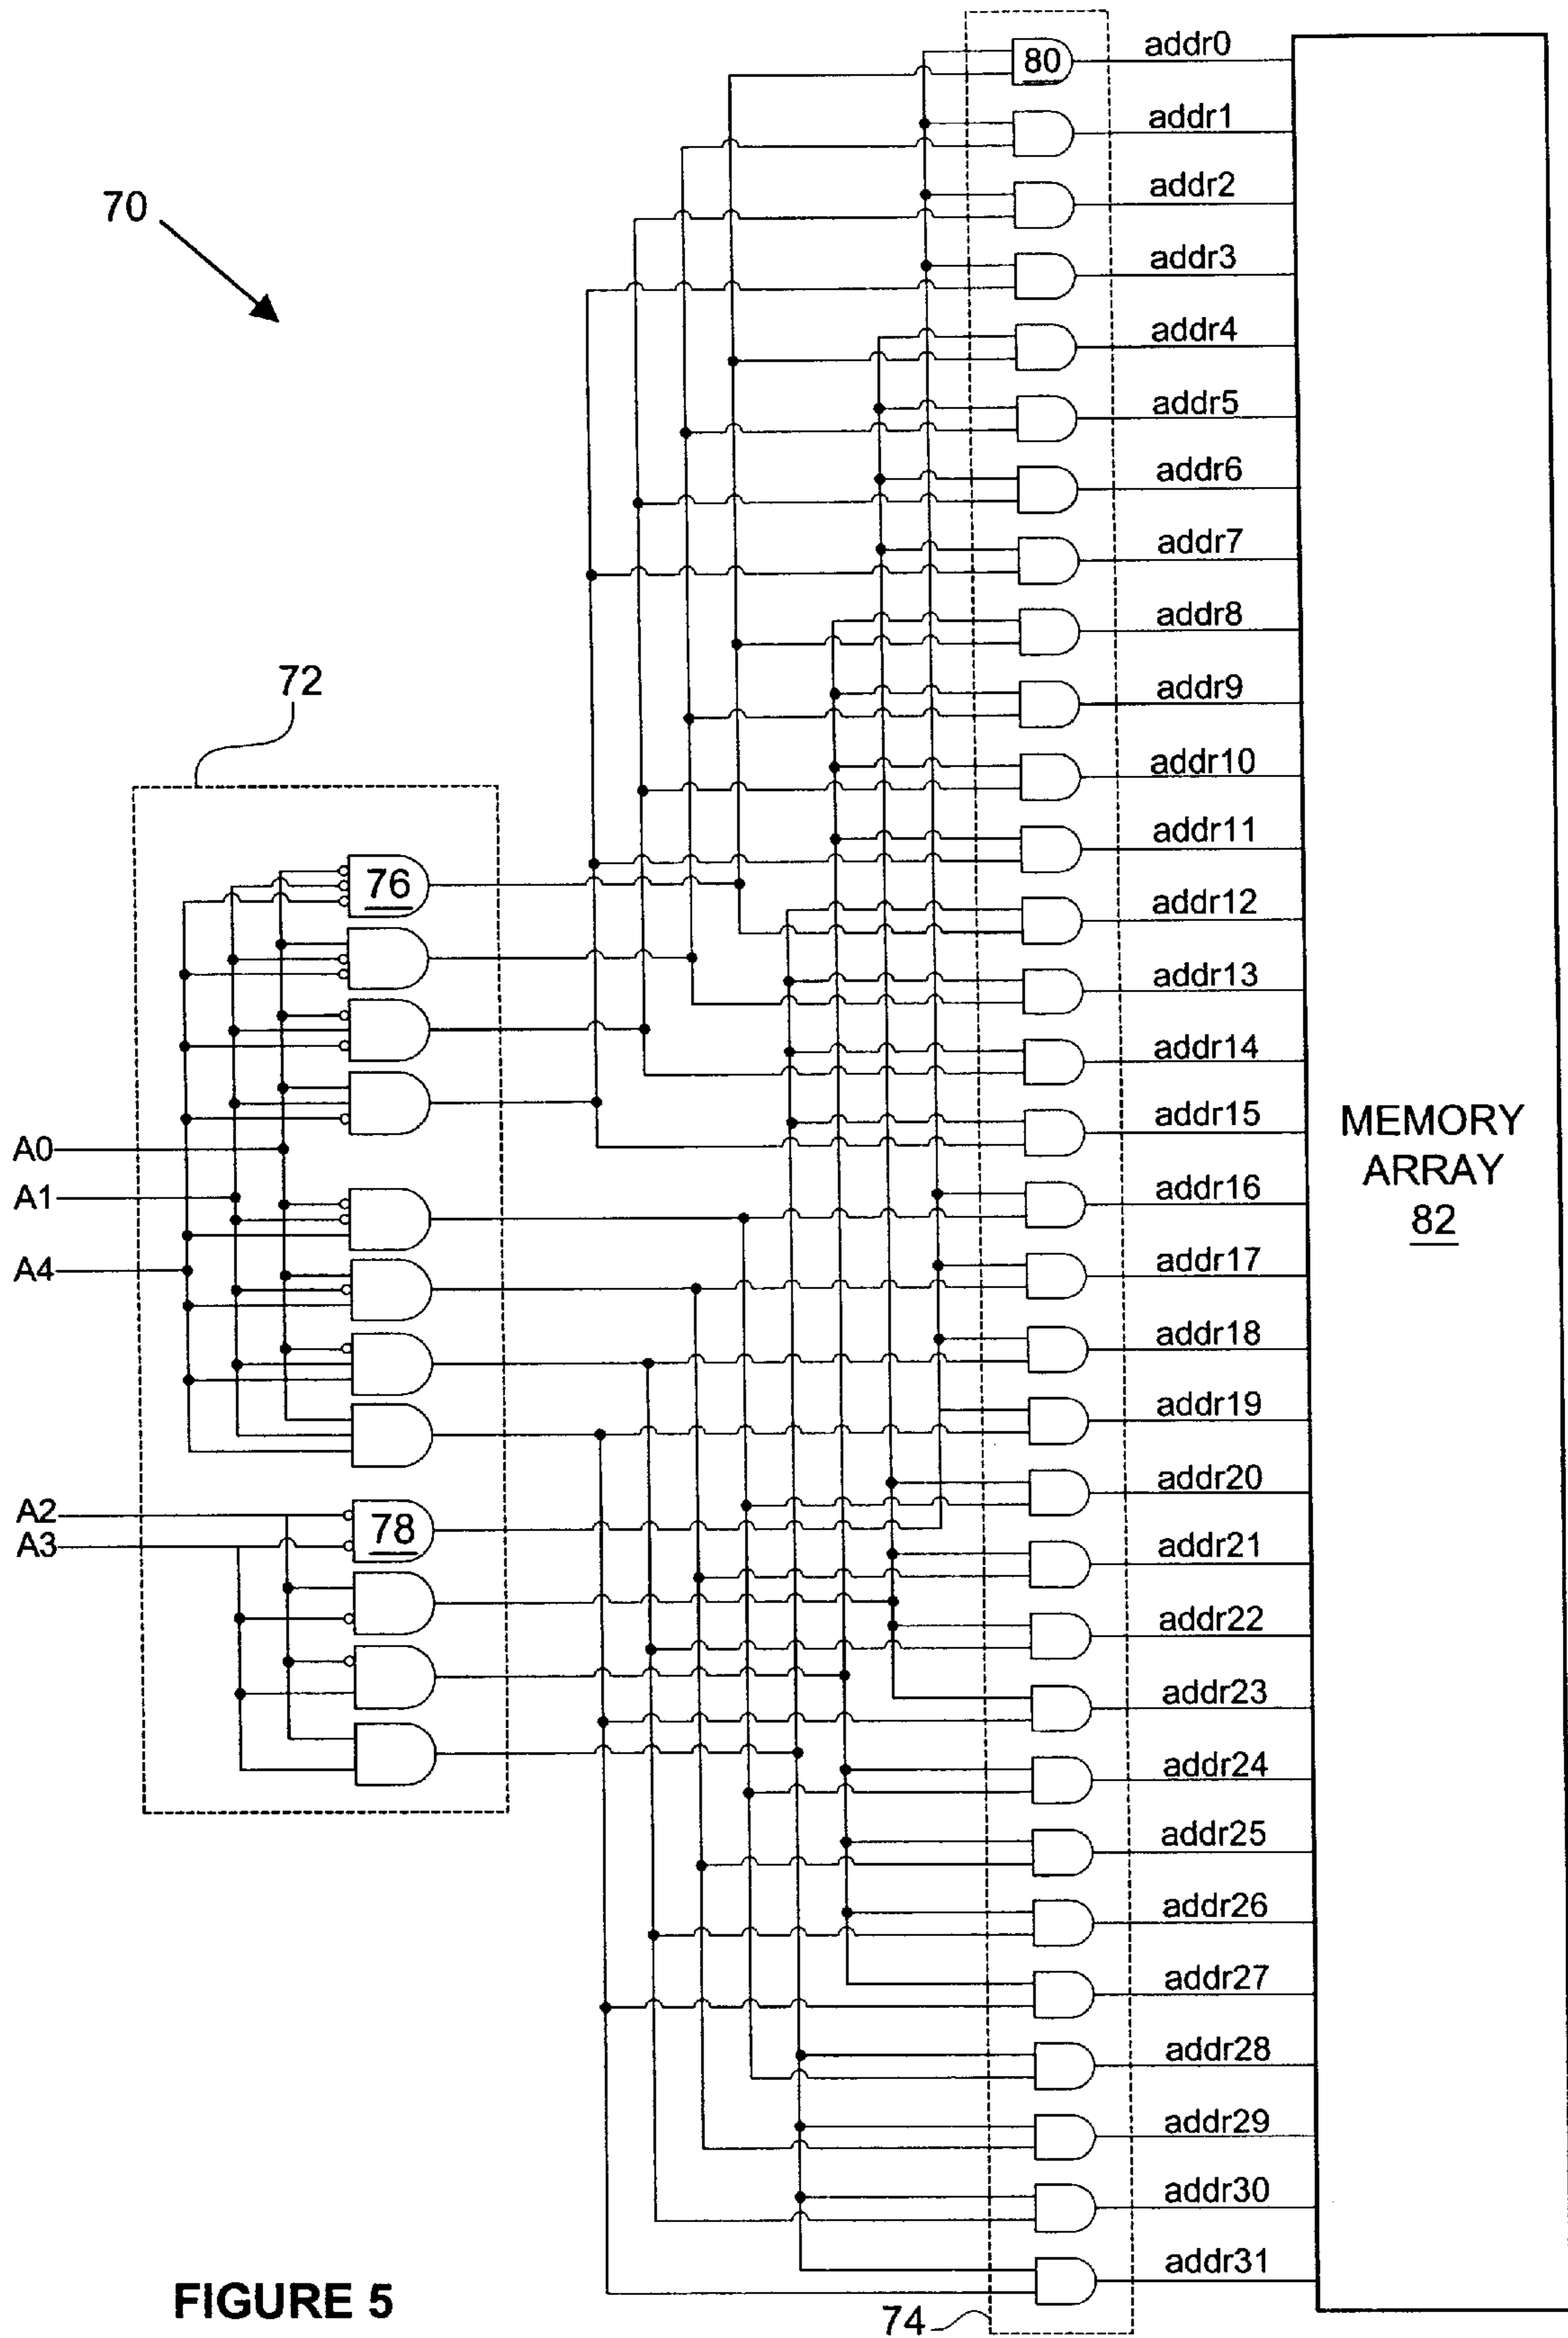 70
72
76
A0
A1
A4
A2
A3
78
80
addr0
addr1
addr2
addr3
addr4
addr5
addr6
addr7
addr8
addr9
addr10
addr11
addr12
addr13
addr14
addr15
addr16
addr17
addr18
addr19
addr20
addr21
addr22
addr23
addr24
addr25
addr26
addr27
addr28
addr29
addr30
addr31
MEMORY
ARRAY
82
74
FIGURE 5